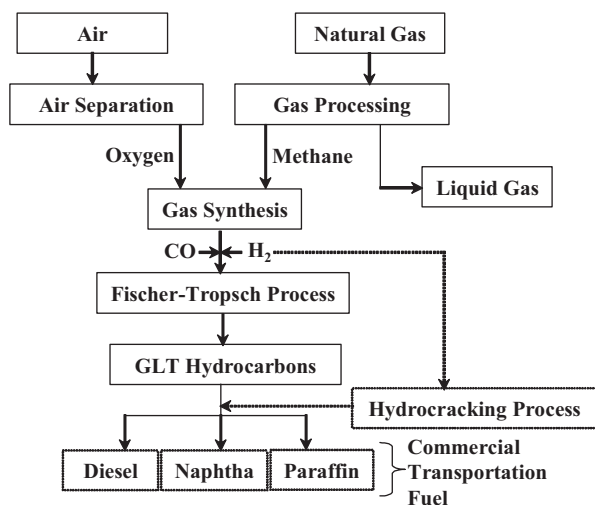 Air
Natural Gas
Air Separation
Gas Processing
Oxygen
Methane
Liquid Gas
Gas Synthesis
CO
H₂
Fischer-Tropsch Process
GLT Hydrocarbons
Hydrocracking Process
Diesel
Naphtha
Paraffin
Commercial
Transportation
Fuel